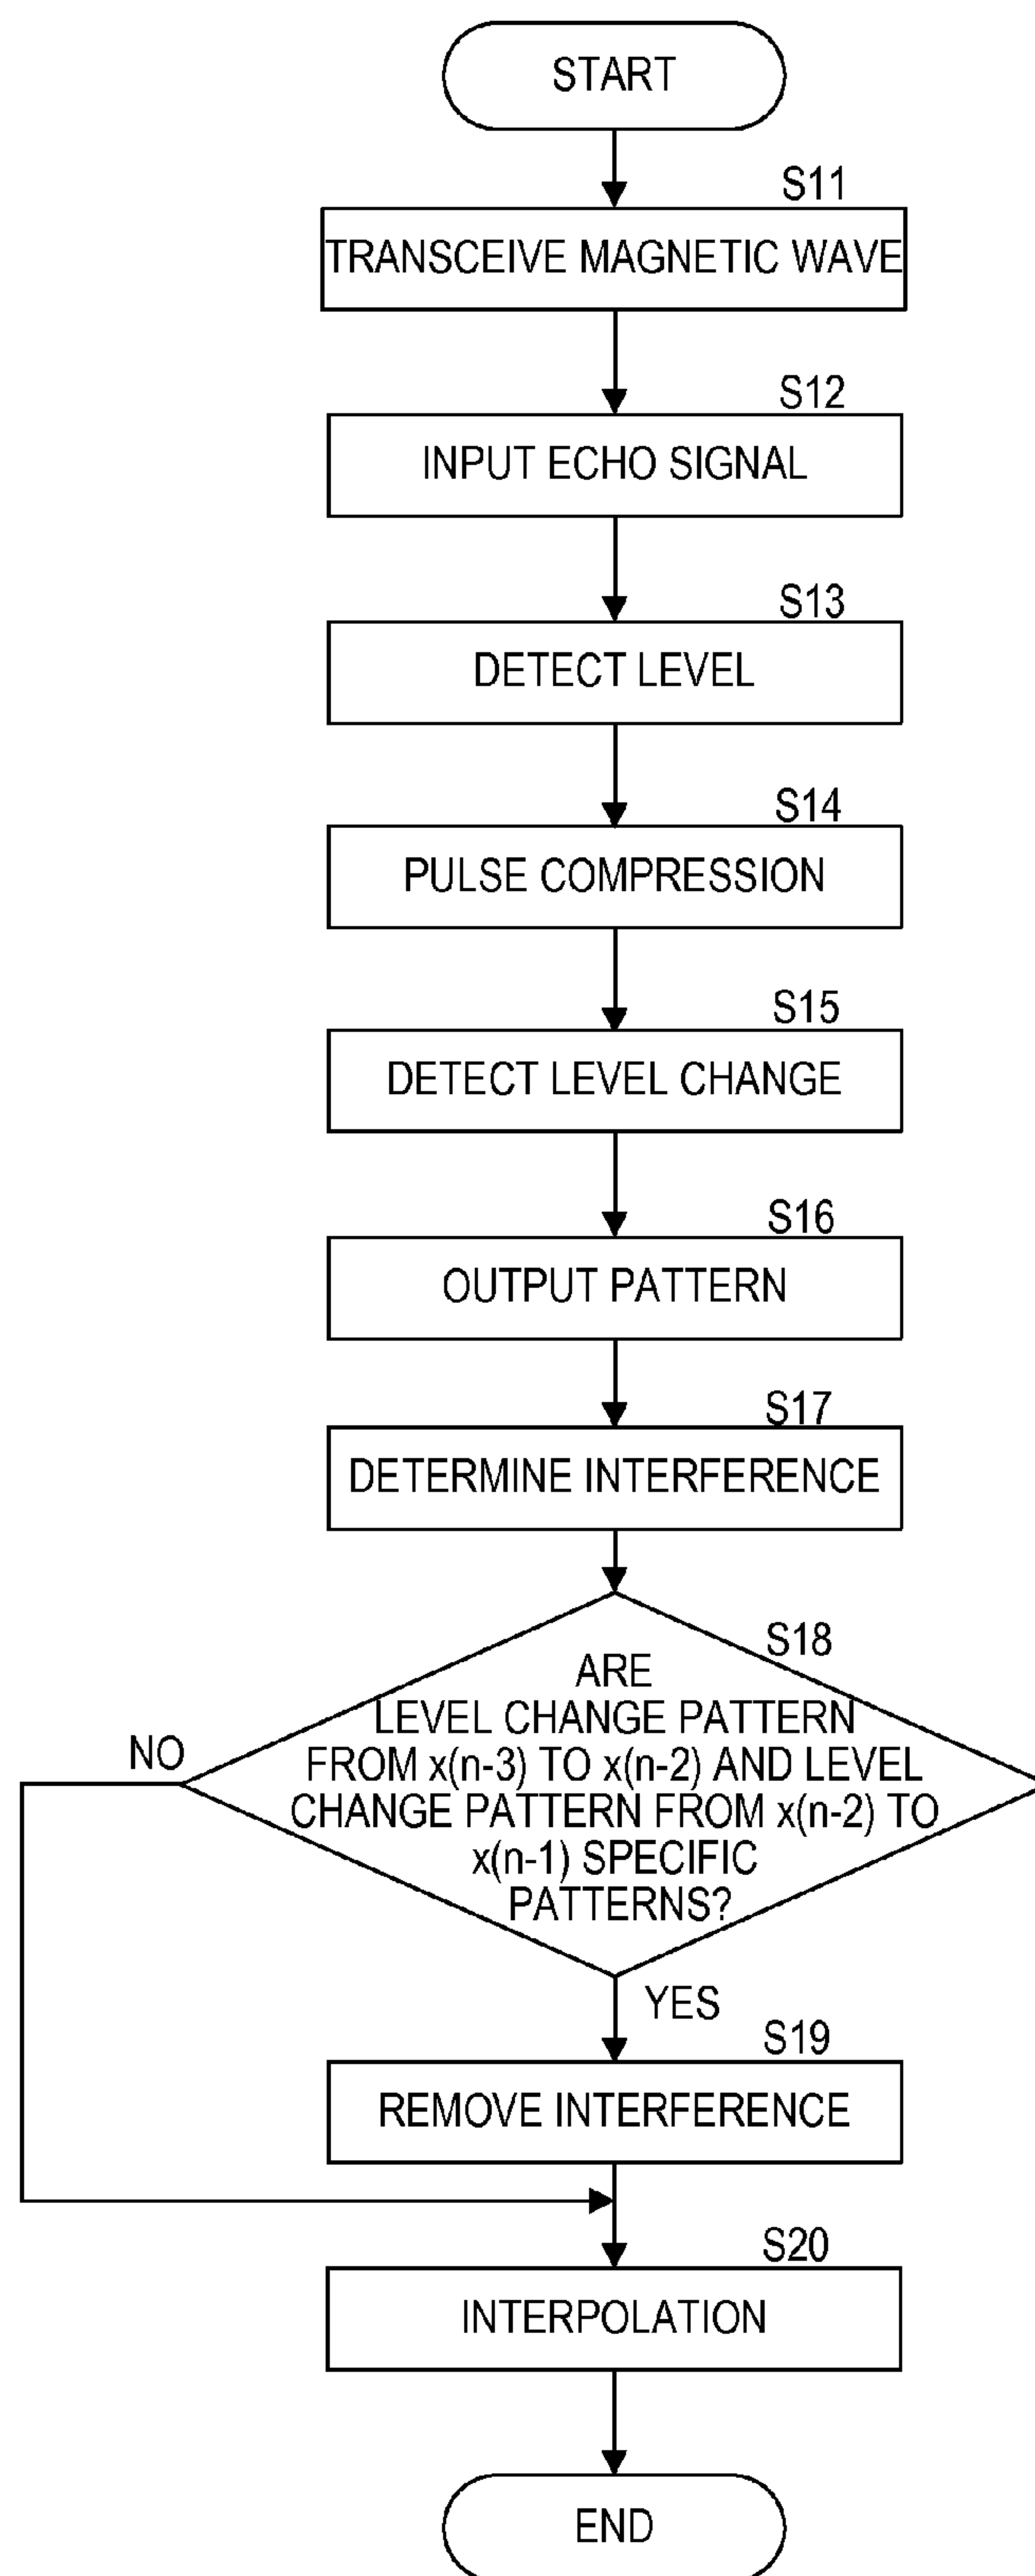 START
S11
TRANSCEIVE MAGNETIC WAVE
S12
INPUT ECHO SIGNAL
S13
DETECT LEVEL
S14
PULSE COMPRESSION
S15
DETECT LEVEL CHANGE
S16
OUTPUT PATTERN
S17
DETERMINE INTERFERENCE
S18
ARE
LEVEL CHANGE PATTERN
FROM x(n-3) TO x(n-2) AND LEVEL
CHANGE PATTERN FROM x(n-2) TO
x(n-1) SPECIFIC
PATTERNS?
NO
YES
S19
REMOVE INTERFERENCE
S20
INTERPOLATION
END